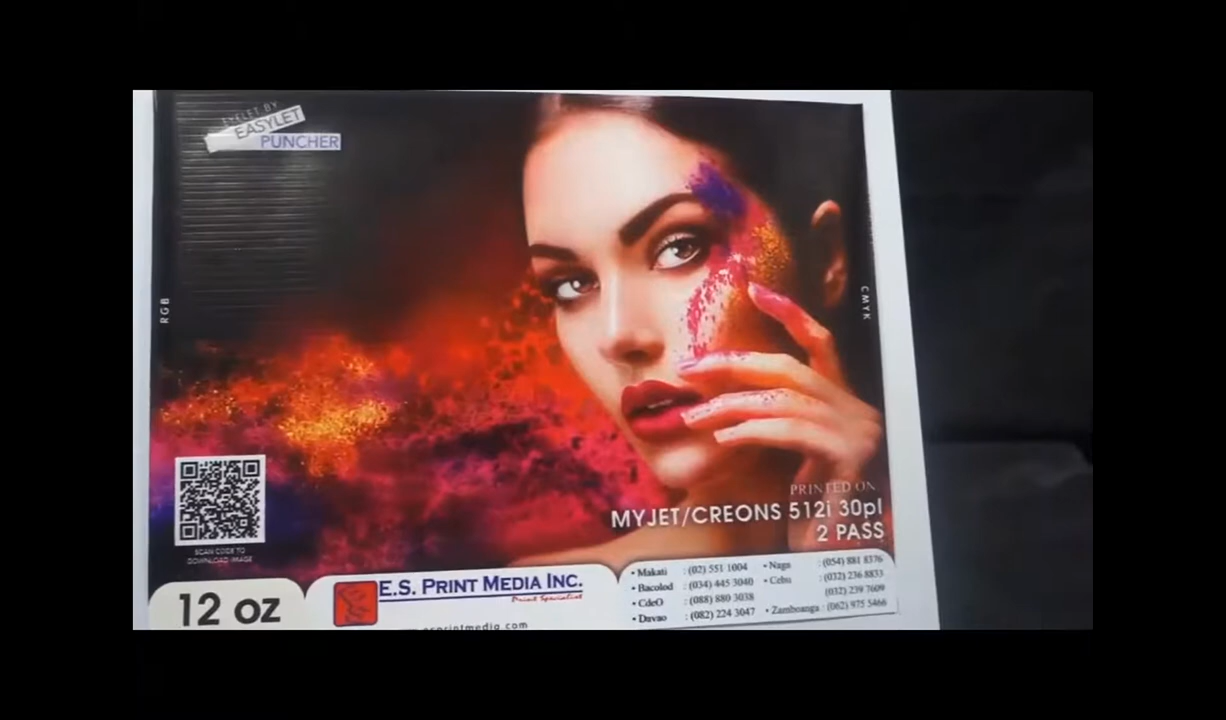 EYELET BY
EASYLET
PUNCHER
RGB
CMYK
SCAN CODE TO
DOWNLOAD IMAGE
PRINTED ON
MYJET/CREONS 512i 30pl
2 PASS
12 oz
E.S. PRINT MEDIA INC.
Print Specialist
esprintmedia.com
• Makati : (02) 551 1004
• Bacolod : (034) 445 3040
• CdeO : (088) 880 3038
• Davao : (082) 224 3047
• Naga : (054) 881 8376
• Cebu : (032) 236 8833
(032) 239 7609
• Zamboanga : (062) 975 5466